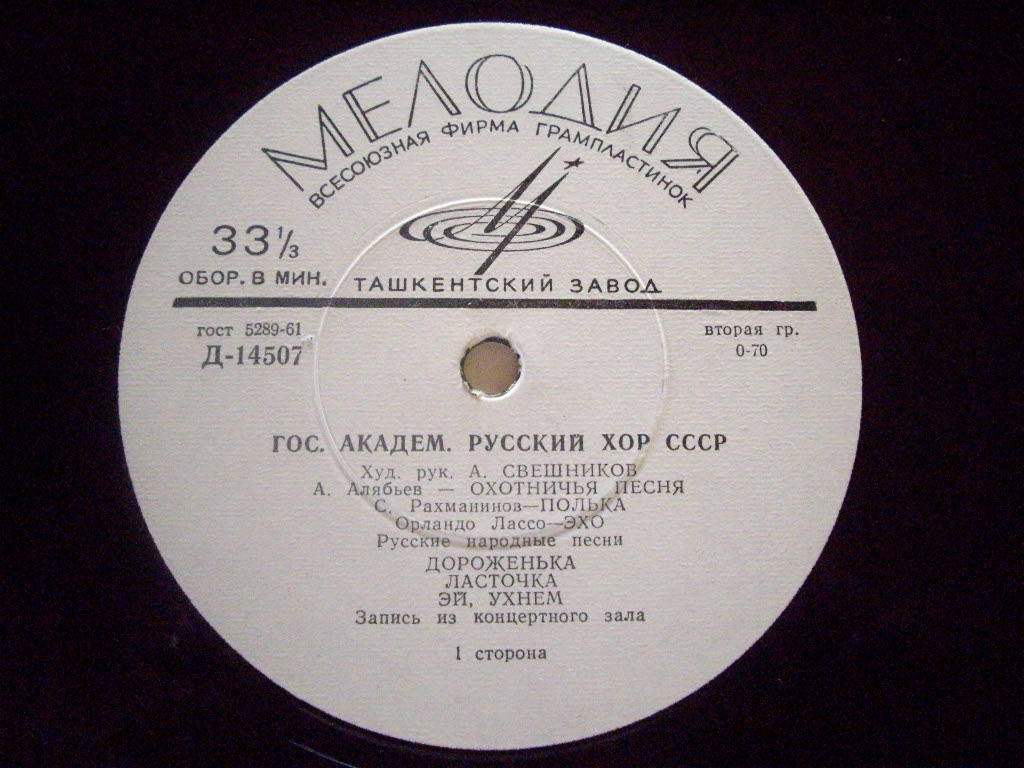 МЕЛОДИЯ
ВСЕСОЮЗНАЯ ФИРМА ГРАМПЛАСТИНОК
33⅓
ОБОР. В МИН.
ТАШКЕНТСКИЙ ЗАВОД
гост 5289-61
Д-14507
вторая гр.
0-70
ГОС. АКАДЕМ. РУССКИЙ ХОР СССР
Худ. рук. А. СВЕШНИКОВ
А. Алябьев — ОХОТНИЧЬЯ ПЕСНЯ
С. Рахманинов—ПОЛЬКА
Орландо Лассо—ЭХО
Русские народные песни
ДОРОЖЕНЬКА
ЛАСТОЧКА
ЭЙ, УХНЕМ
Запись из концертного зала
1 сторона